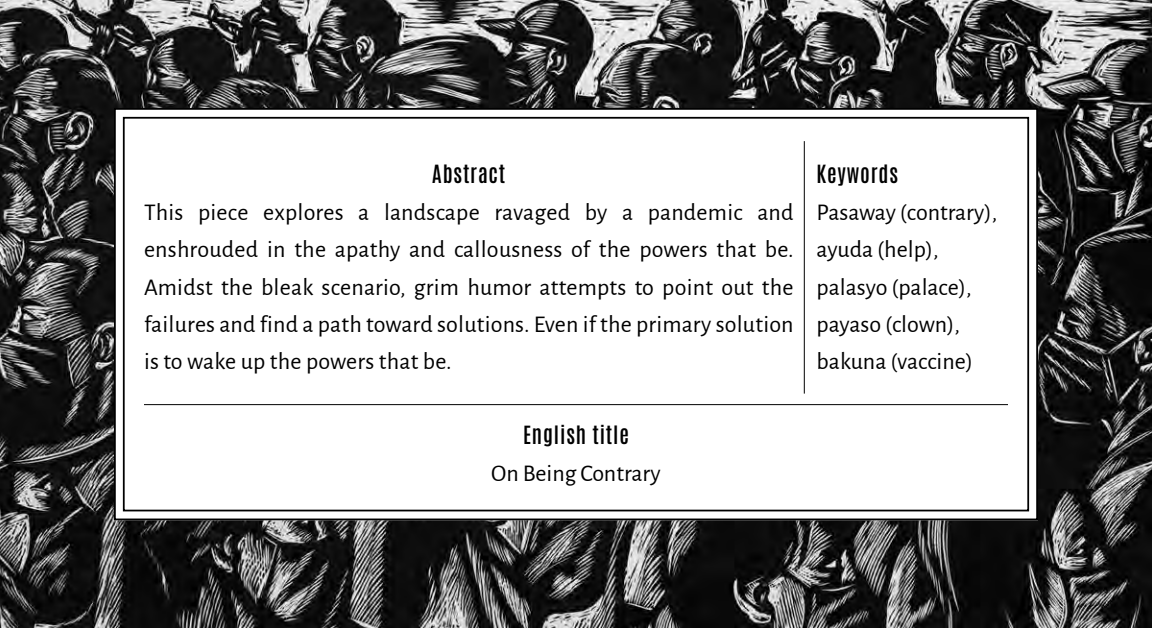 Abstract
This piece explores a landscape ravaged by a pandemic and
enshrouded in the apathy and callousness of the powers that be.
Amidst the bleak scenario, grim humor attempts to point out the
failures and find a path toward solutions. Even if the primary solution
is to wake up the powers that be.
Keywords
Pasaway (contrary),
ayuda (help),
palasyo (palace),
payaso (clown),
bakuna (vaccine)
English title
On Being Contrary